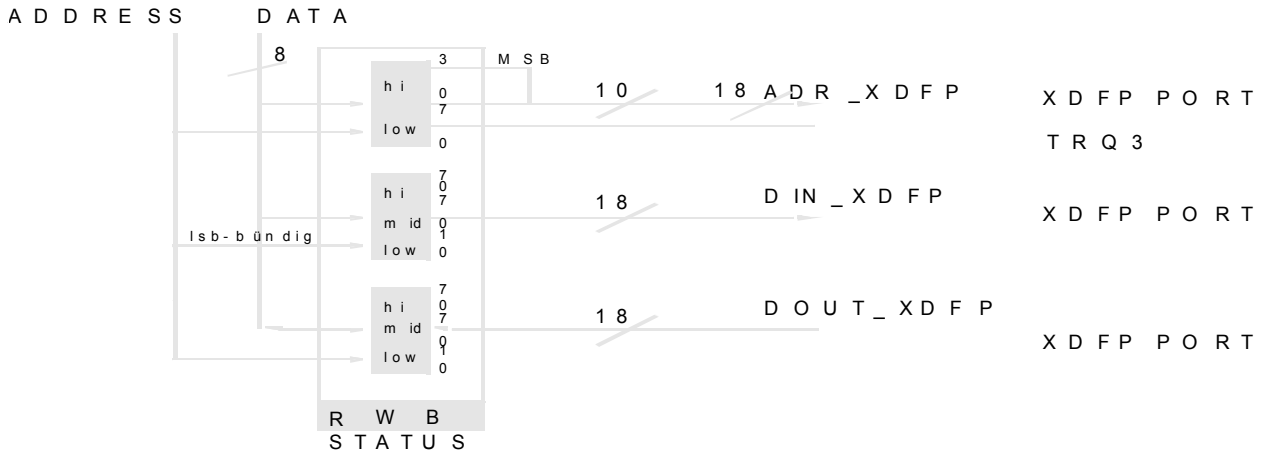 ADDRESS DATA
8
3 MSB
hi
10 18 ADR_XDFP XDFP PORT
0
7
low
0
TRQ3
7
hi 0
7
18 DIN_XDFP XDFP PORT
mid 0
1
lsb-bündig
low 0
7
hi 0
7
18 DOUT_XDFP
mid
0
1
low
0
XDFP PORT
R W B
STATUS